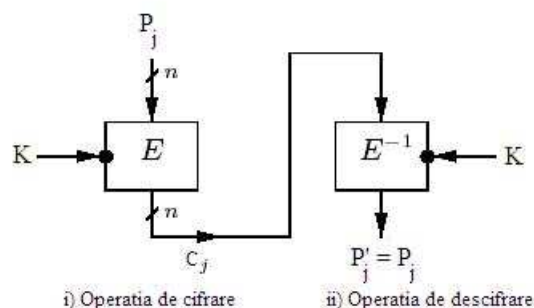 P_j
n
n
K
E
E^{-1}
K
n
C_j
P'_j = P_j
i) Operatia de cifrare
ii) Operatia de descifrare